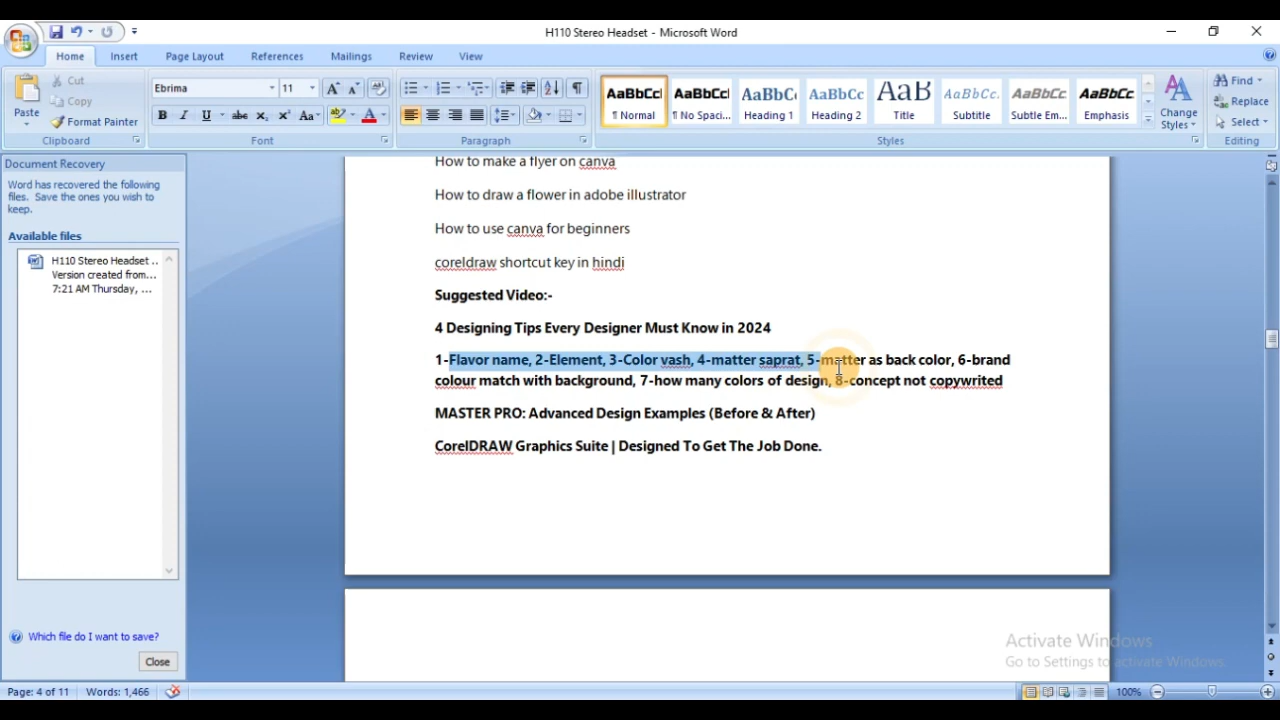 H110 Stereo Headset - Microsoft Word
Home Insert Page Layout References Mailings Review View
Paste
Cut
Copy
Format Painter
Clipboard
Ebrima 11
Font
Paragraph
AaBbCcI AaBbCcI AaBbC AaBbCc AaB AaBbCc. AaBbCc AaBbCc
¶ Normal ¶ No Spaci... Heading 1 Heading 2 Title Subtitle Subtle Em... Emphasis
Change Styles
Styles
Find
Replace
Select
Editing
Document Recovery
Word has recovered the following
files. Save the ones you wish to
keep.
Available files
H110 Stereo Headset ..
Version created from...
7:21 AM Thursday, ...
Which file do I want to save?
Close
How to make a flyer on canva
How to draw a flower in adobe illustrator
How to use canva for beginners
coreldraw shortcut key in hindi
Suggested Video:-
4 Designing Tips Every Designer Must Know in 2024
1-Flavor name, 2-Element, 3-Color vash, 4-matter saprat, 5-matter as back color, 6-brand
colour match with background, 7-how many colors of design, 8-concept not copywrited
MASTER PRO: Advanced Design Examples (Before & After)
CorelDRAW Graphics Suite | Designed To Get The Job Done.
Activate Windows
Go to Settings to activate Windows.
Page: 4 of 11 Words: 1,466 100%